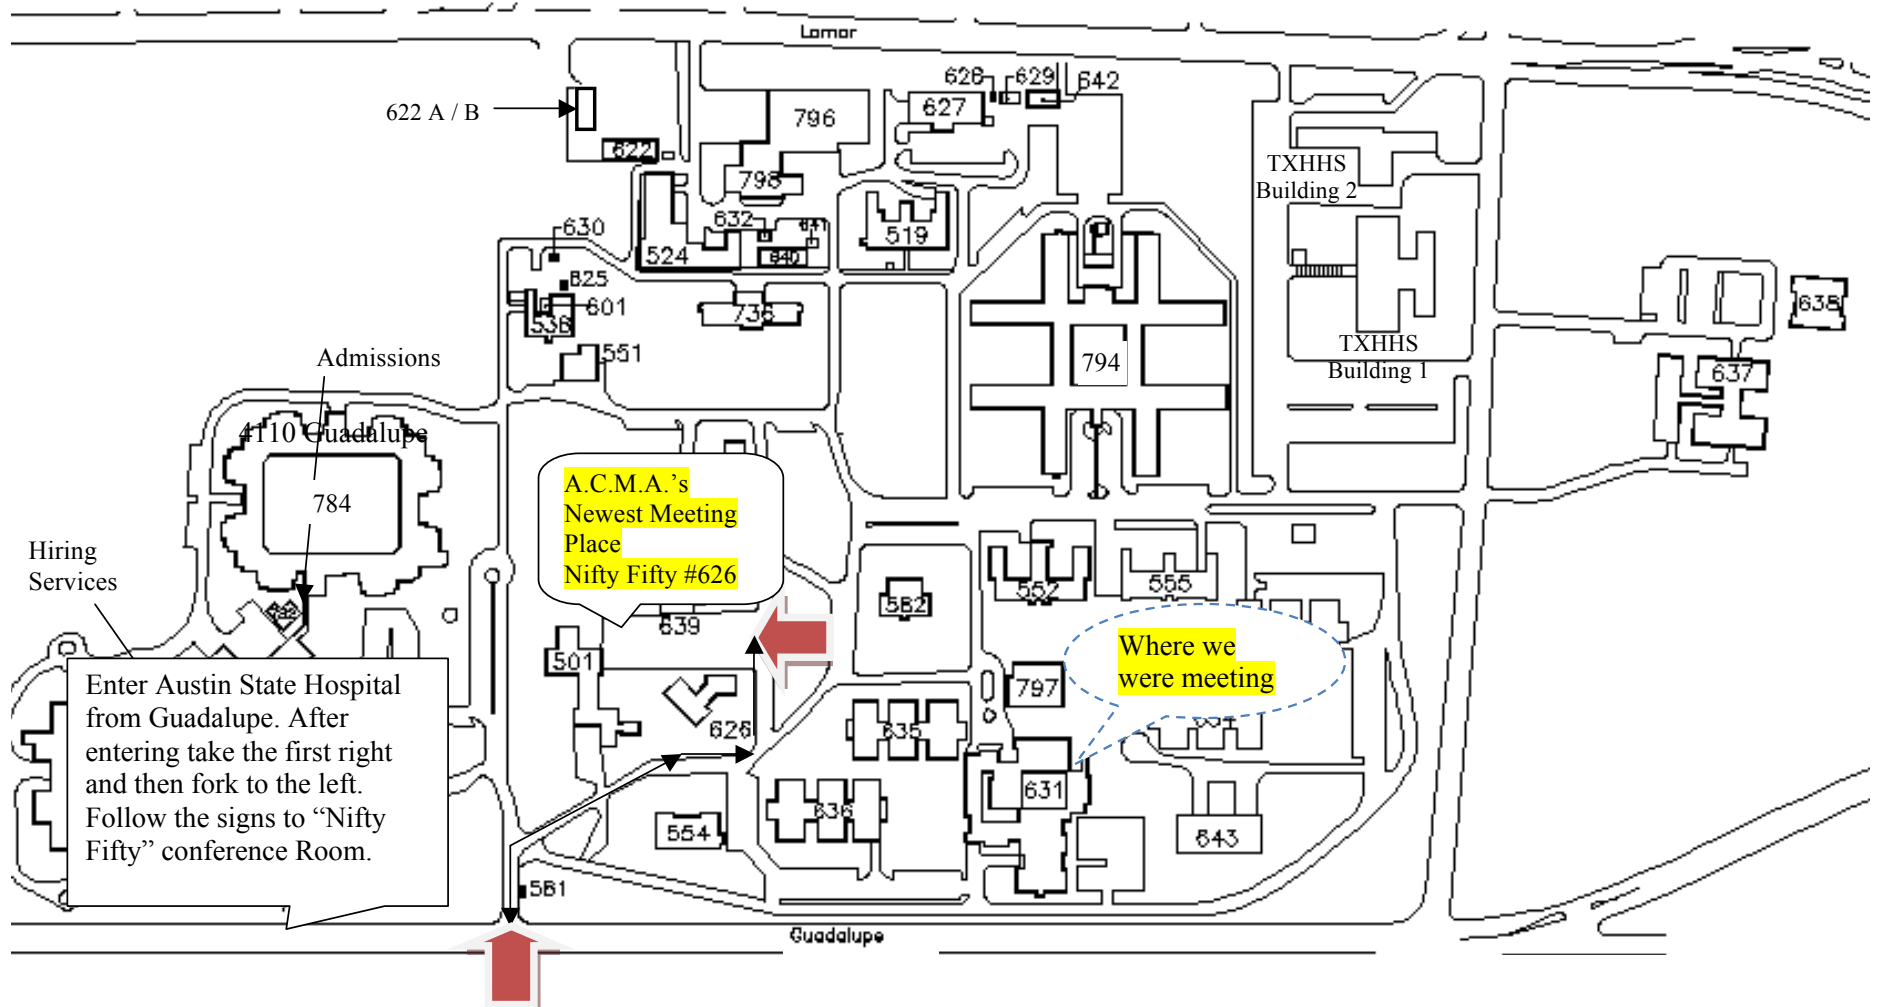 Lamar
628
629
642
627
796
622 A / B
622
TXHHS
Building 2
798
632
641
519
630
524
640
825
601
538
736
638
551
TXHHS
Building 1
794
637
Admissions
4110 Guadalupe
784
A.C.M.A.’s
Newest Meeting
Place
Nifty Fifty #626
Hiring
Services
582
552
555
639
501
Where we
were meeting
797
Enter Austin State Hospital
from Guadalupe. After
entering take the first right
and then fork to the left.
Follow the signs to “Nifty
Fifty” conference Room.
626
635
631
636
554
643
581
Guadalupe